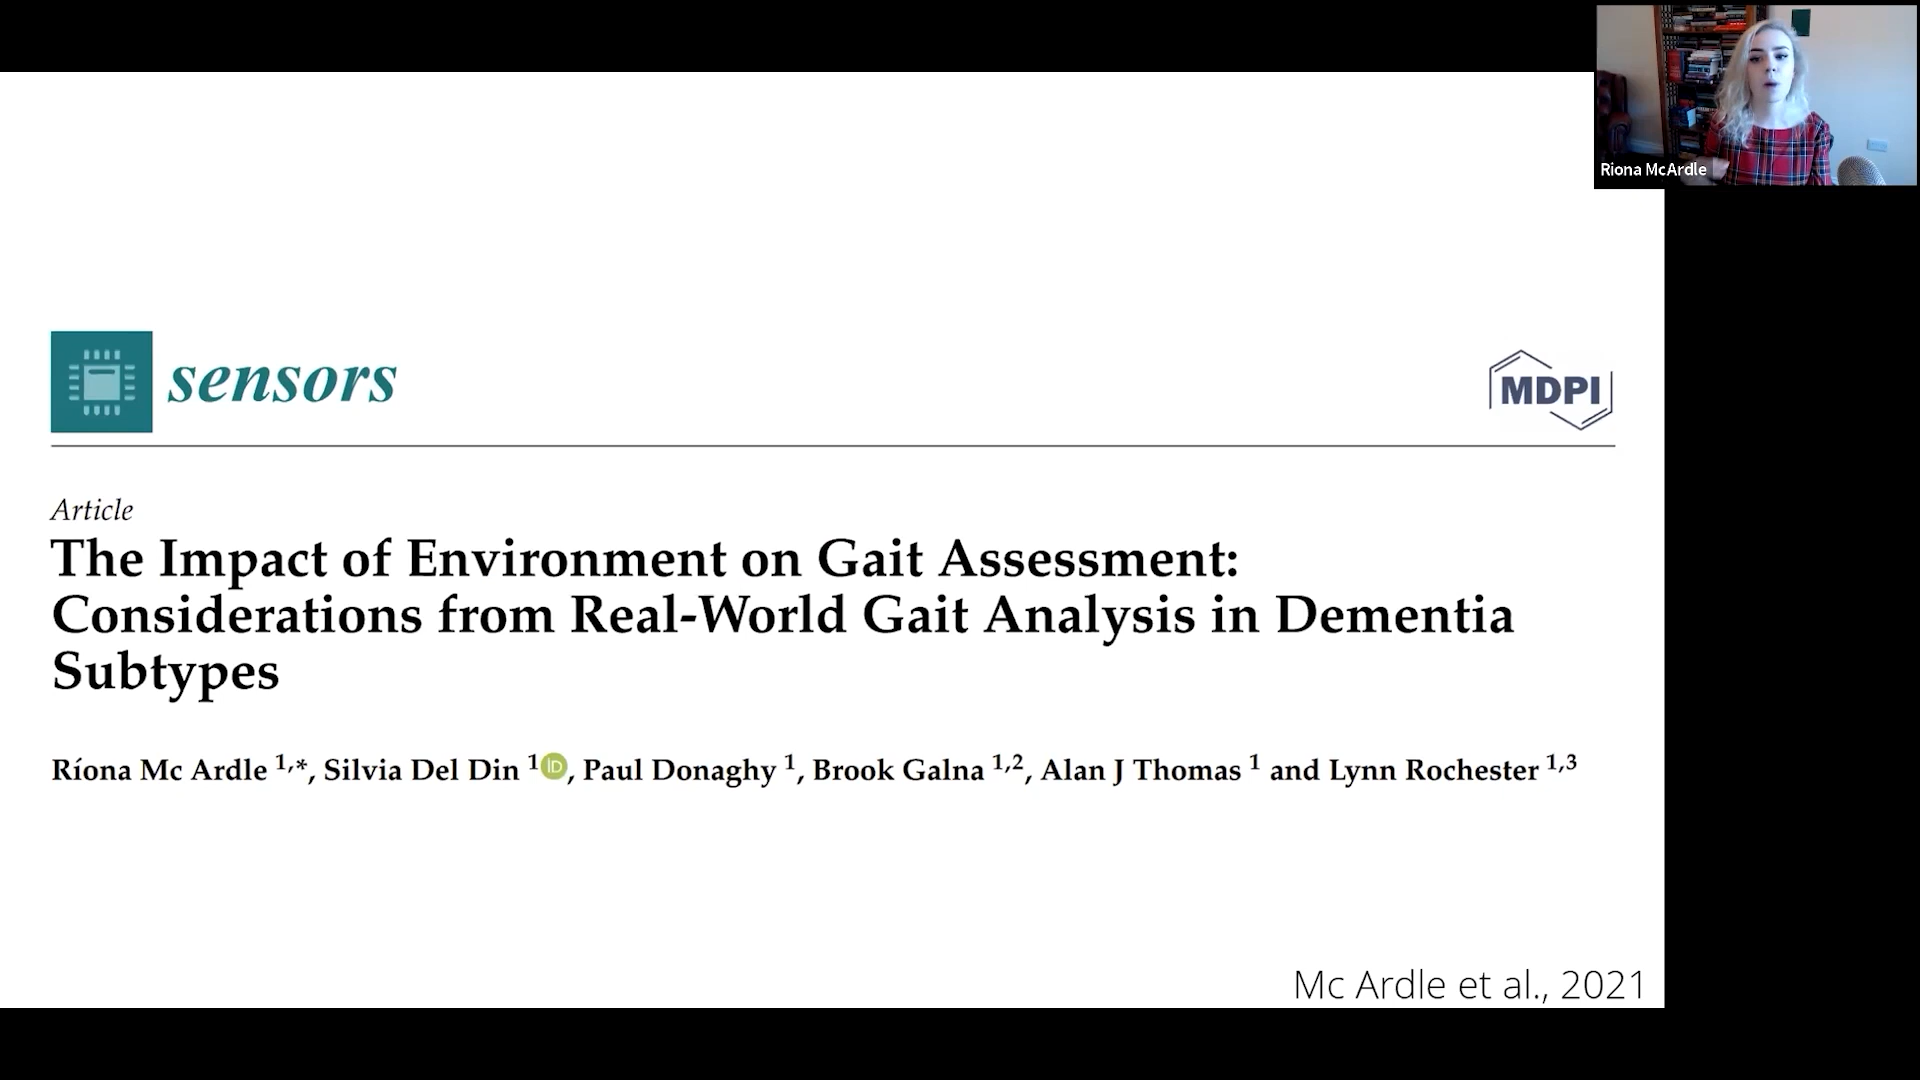 Riona McArdle
sensors
MDPI
Article
The Impact of Environment on Gait Assessment:
Considerations from Real-World Gait Analysis in Dementia
Subtypes
Ríona Mc Ardle 1,*, Silvia Del Din 1 iD, Paul Donaghy 1, Brook Galna 1,2, Alan J Thomas 1 and Lynn Rochester 1,3
Mc Ardle et al., 2021